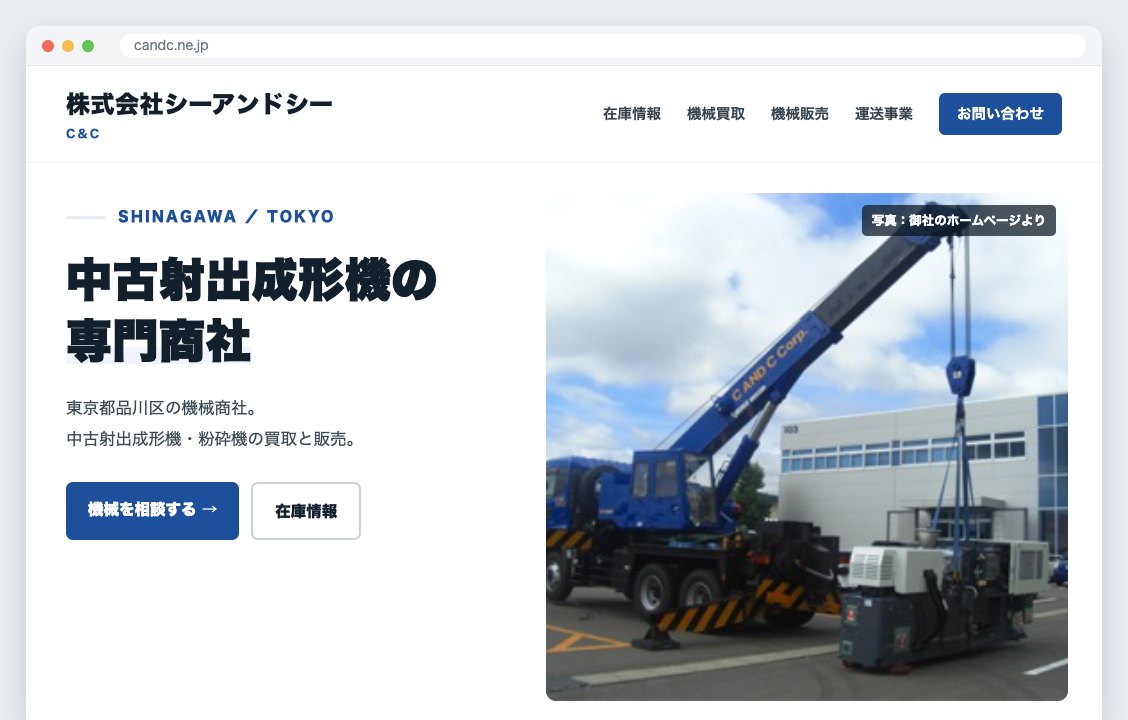 candc.ne.jp
株式会社シーアンドシー
C&C
在庫情報
機械買取
機械販売
運送事業
お問い合わせ
SHINAGAWA ／ TOKYO
中古射出成形機の
専門商社
東京都品川区の機械商社。
中古射出成形機・粉砕機の買取と販売。
機械を相談する →
在庫情報
写真：御社のホームページより
C AND C Corp.
103